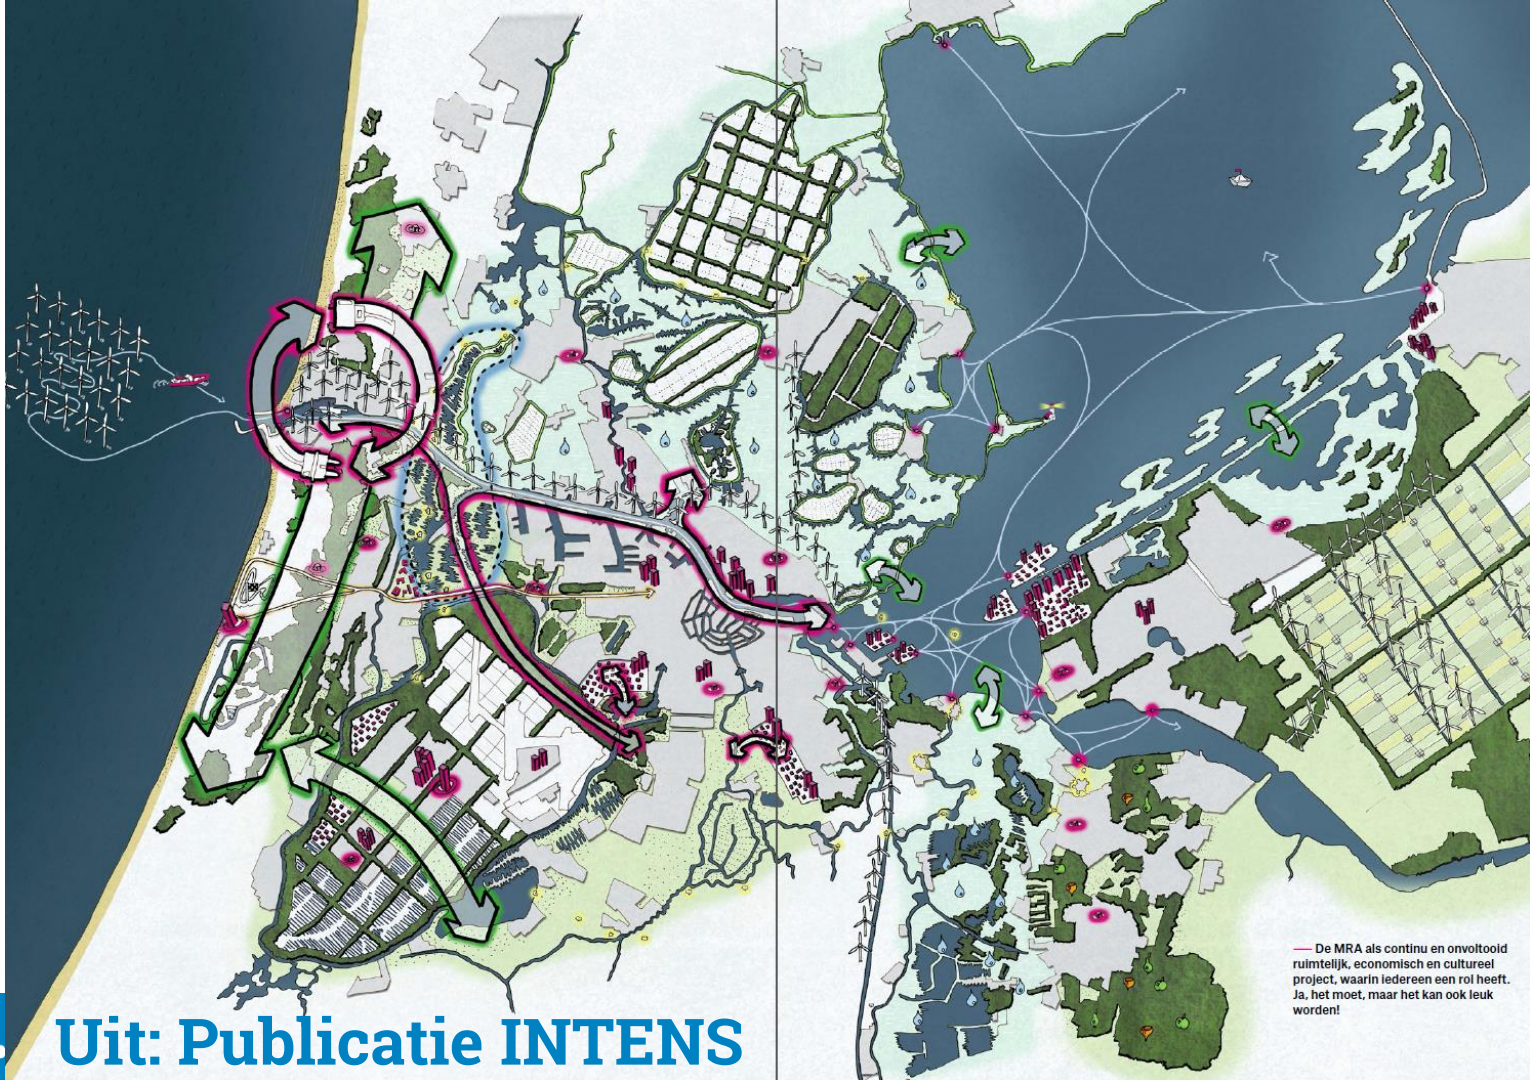 — De MRA als continu en onvoltooid
ruimtelijk, economisch en cultureel
project, waarin iedereen een rol heeft.
Ja, het moet, maar het kan ook leuk
worden!
Uit: Publicatie INTENS